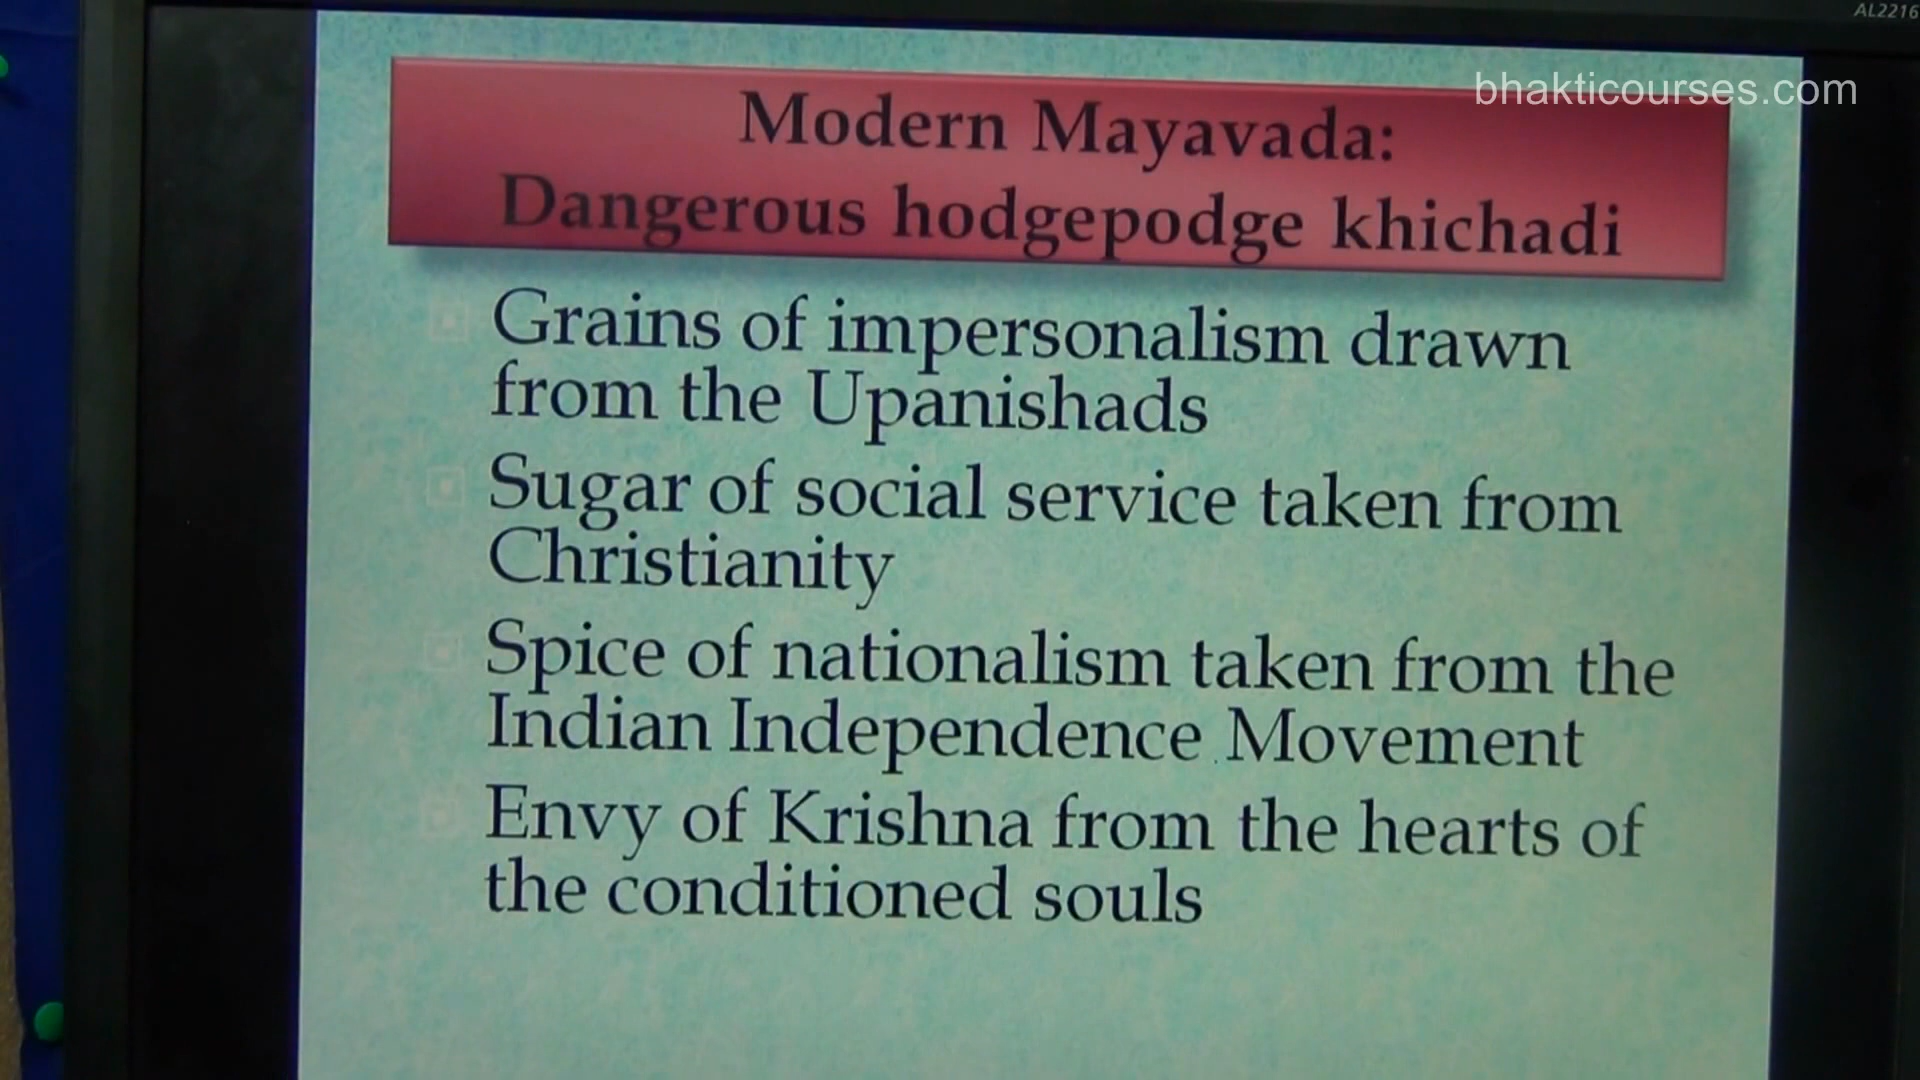 AL2216
bhakticourses.com
Modern Mayavada:
Dangerous hodgepodge khichadi
Grains of impersonalism drawn
from the Upanishads
Sugar of social service taken from
Christianity
Spice of nationalism taken from the
Indian Independence Movement
Envy of Krishna from the hearts of
the conditioned souls